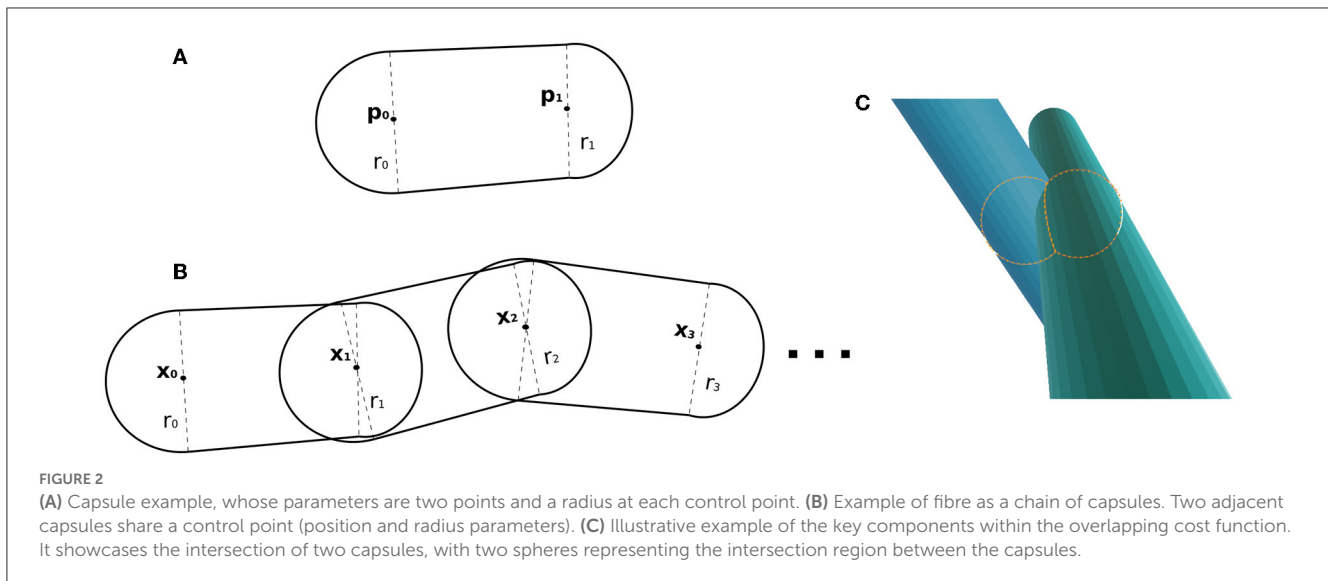 A
p₀
r₀
p₁
r₁
C
B
x₀
r₀
x₁
r₁
x₂
r₂
x₃
r₃
FIGURE 2
(A) Capsule example, whose parameters are two points and a radius at each control point. (B) Example of fibre as a chain of capsules. Two adjacent
capsules share a control point (position and radius parameters). (C) Illustrative example of the key components within the overlapping cost function.
It showcases the intersection of two capsules, with two spheres representing the intersection region between the capsules.